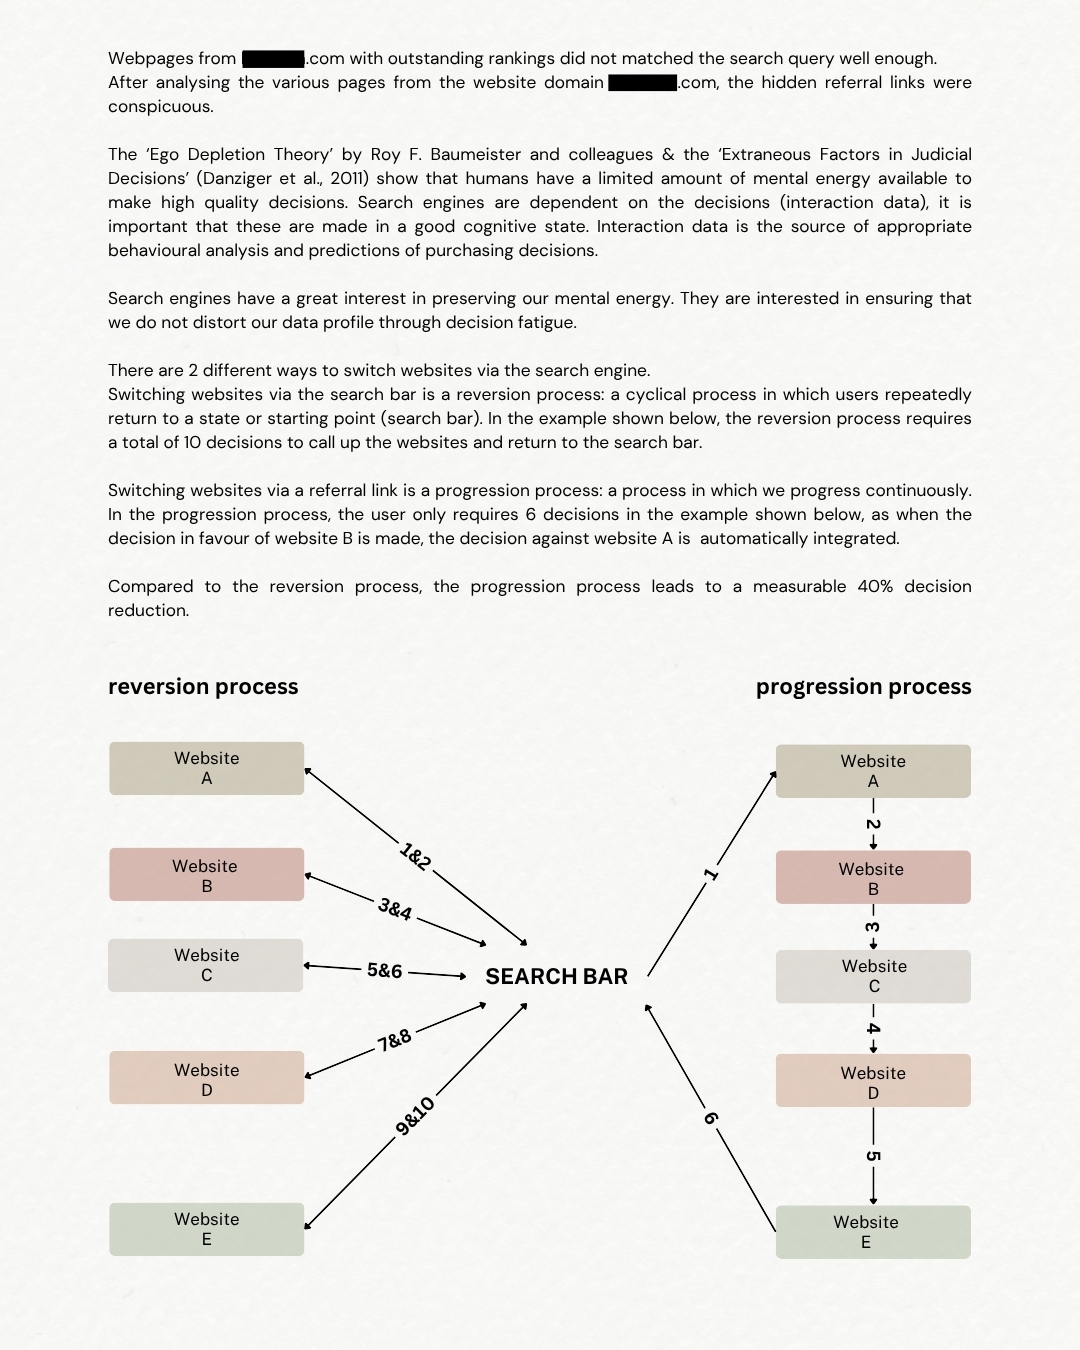 Webpages from .com with outstanding rankings did not matched the search query well enough.
After analysing the various pages from the website domain .com, the hidden referral links were
conspicuous.
The ‘Ego Depletion Theory’ by Roy F. Baumeister and colleagues & the ‘Extraneous Factors in Judicial
Decisions’ (Danziger et al., 2011) show that humans have a limited amount of mental energy available to
make high quality decisions. Search engines are dependent on the decisions (interaction data), it is
important that these are made in a good cognitive state. Interaction data is the source of appropriate
behavioural analysis and predictions of purchasing decisions.
Search engines have a great interest in preserving our mental energy. They are interested in ensuring that
we do not distort our data profile through decision fatigue.
There are 2 different ways to switch websites via the search engine.
Switching websites via the search bar is a reversion process: a cyclical process in which users repeatedly
return to a state or starting point (search bar). In the example shown below, the reversion process requires
a total of 10 decisions to call up the websites and return to the search bar.
Switching websites via a referral link is a progression process: a process in which we progress continuously.
In the progression process, the user only requires 6 decisions in the example shown below, as when the
decision in favour of website B is made, the decision against website A is  automatically integrated.
Compared to the reversion process, the progression process leads to a measurable 40% decision
reduction.
reversion process
Website
A
1&2
Website
B
3&4
Website
C
5&6
Website
D
7&8
Website
E
9&10
SEARCH BAR
progression process
1
Website
A
2
Website
B
3
Website
C
4
Website
D
5
Website
E
6